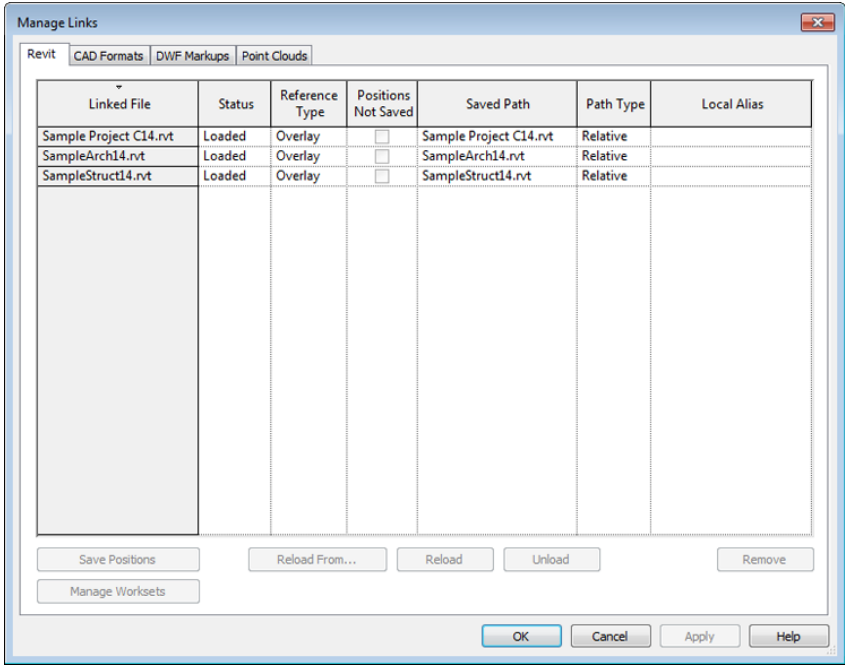 Manage Links
Revit CAD Formats DWF Markups Point Clouds
Linked File Status Reference Type Positions Not Saved Saved Path Path Type Local Alias
Sample Project C14.rvt Loaded Overlay Sample Project C14.rvt Relative
SampleArch14.rvt Loaded Overlay SampleArch14.rvt Relative
SampleStruct14.rvt Loaded Overlay SampleStruct14.rvt Relative
Save Positions Reload From... Reload Unload Remove
Manage Worksets
OK Cancel Apply Help